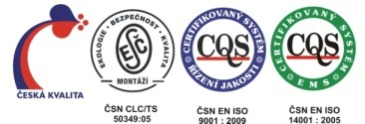 ČESKÁ KVALITA
EKOLOGIE · BEZPEČNOST · KVALITA
ESČ
MONTÁŽÍ
ČSN CLC/TS
50349:05
CERTIFIKOVANÝ SYSTÉM
CQS
ŘÍZENÍ JAKOSTI
ČSN EN ISO
9001 : 2009
CERTIFIKOVANÝ SYSTÉM
CQS
EMS
ČSN EN ISO
14001 : 2005